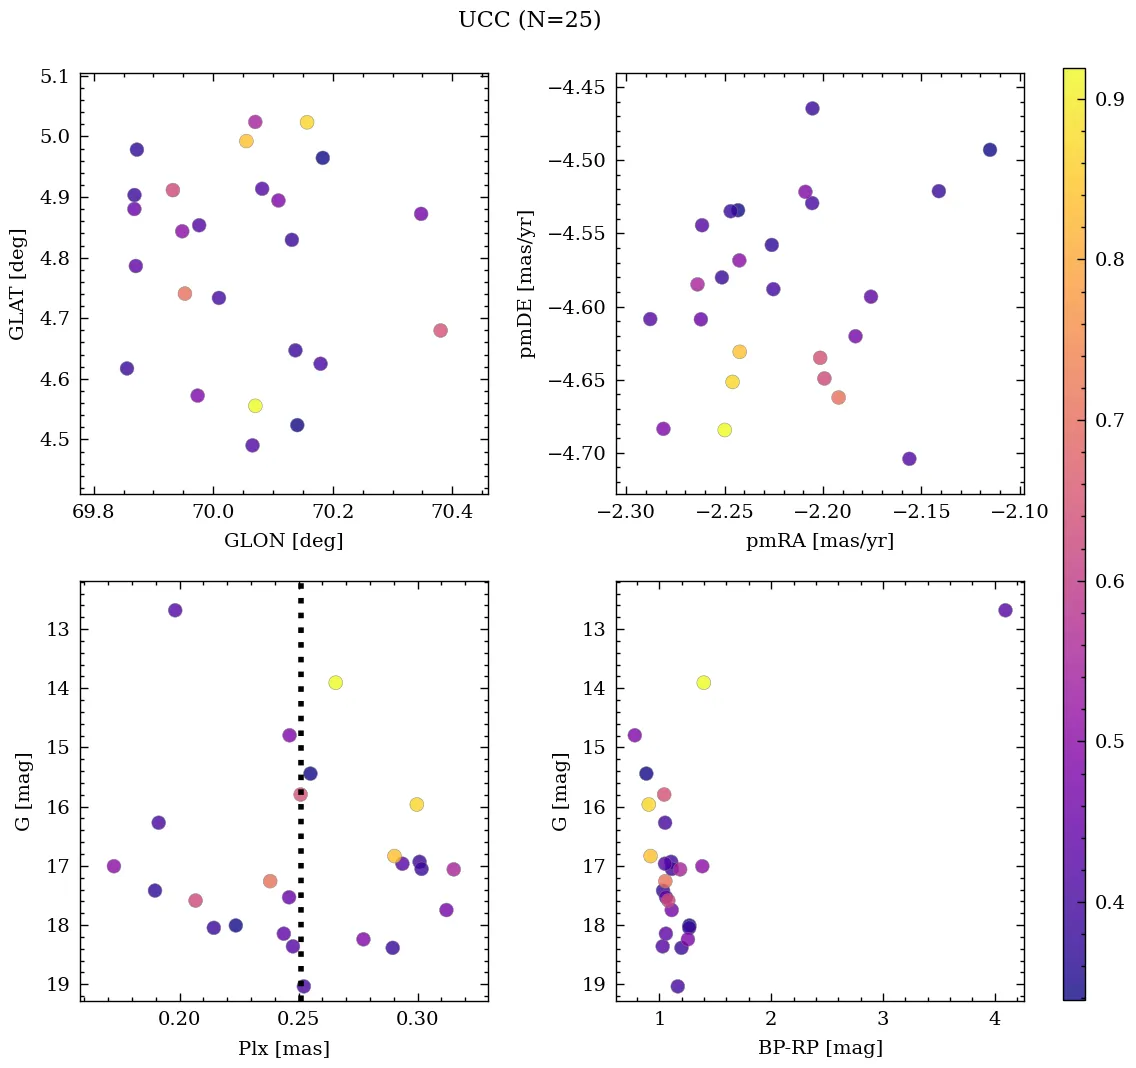 UCC (N=25)
5.1
5.0
4.9
4.8
4.7
4.6
4.5
GLAT [deg]
69.8 70.0 70.2 70.4
GLON [deg]
−4.45
−4.50
−4.55
−4.60
−4.65
−4.70
pmDE [mas/yr]
−2.30 −2.25 −2.20 −2.15 −2.10
pmRA [mas/yr]
13
14
15
16
17
18
19
G [mag]
0.20 0.25 0.30
Plx [mas]
13
14
15
16
17
18
19
G [mag]
1 2 3 4
BP-RP [mag]
0.9
0.8
0.7
0.6
0.5
0.4